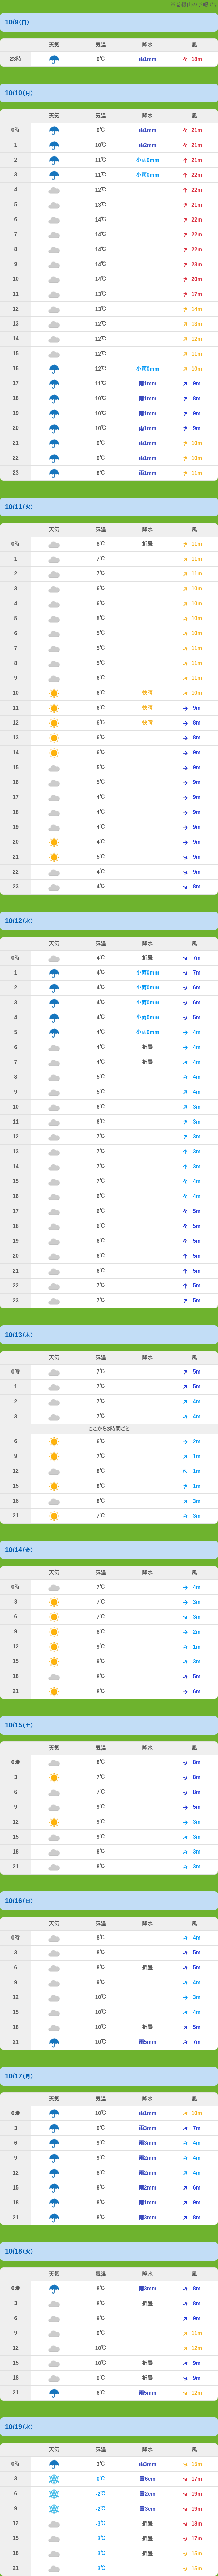 ※磐梯山の予報です
10/9(日)
天気 気温 降水 風
23時 9℃ 雨1mm 18m
10/10(月)
天気 気温 降水 風
0時 9℃ 雨1mm 21m
1 10℃ 雨2mm 21m
2 11℃ 小雨0mm 21m
3 11℃ 小雨0mm 22m
4 12℃ 22m
5 13℃ 21m
6 14℃ 22m
7 14℃ 22m
8 14℃ 22m
9 14℃ 23m
10 14℃ 20m
11 13℃ 17m
12 13℃ 14m
13 12℃ 13m
14 12℃ 12m
15 12℃ 11m
16 12℃ 小雨0mm 10m
17 11℃ 雨1mm 9m
18 10℃ 雨1mm 8m
19 10℃ 雨1mm 9m
20 10℃ 雨1mm 9m
21 9℃ 雨1mm 10m
22 9℃ 雨1mm 10m
23 8℃ 雨1mm 11m
10/11(火)
天気 気温 降水 風
0時 8℃ 折曇 11m
1 7℃ 11m
2 7℃ 11m
3 6℃ 10m
4 6℃ 10m
5 5℃ 10m
6 5℃ 10m
7 5℃ 11m
8 5℃ 11m
9 6℃ 11m
10 6℃ 快晴 10m
11 6℃ 快晴 9m
12 6℃ 快晴 8m
13 6℃ 8m
14 6℃ 9m
15 5℃ 9m
16 5℃ 9m
17 4℃ 9m
18 4℃ 9m
19 4℃ 9m
20 4℃ 9m
21 5℃ 9m
22 4℃ 9m
23 4℃ 8m
10/12(水)
天気 気温 降水 風
0時 4℃ 折曇 7m
1 4℃ 小雨0mm 7m
2 4℃ 小雨0mm 6m
3 4℃ 小雨0mm 6m
4 4℃ 小雨0mm 5m
5 4℃ 小雨0mm 4m
6 4℃ 折曇 4m
7 4℃ 折曇 4m
8 5℃ 4m
9 5℃ 4m
10 6℃ 3m
11 6℃ 3m
12 7℃ 3m
13 7℃ 3m
14 7℃ 3m
15 7℃ 4m
16 6℃ 4m
17 6℃ 5m
18 6℃ 5m
19 6℃ 5m
20 6℃ 5m
21 6℃ 5m
22 7℃ 5m
23 7℃ 5m
10/13(木)
天気 気温 降水 風
0時 7℃ 5m
1 7℃ 5m
2 7℃ 4m
3 7℃ 4m
ここから3時間ごと
6 6℃ 2m
9 7℃ 1m
12 8℃ 1m
15 8℃ 1m
18 8℃ 3m
21 7℃ 3m
10/14(金)
天気 気温 降水 風
0時 7℃ 4m
3 7℃ 3m
6 7℃ 3m
9 8℃ 2m
12 9℃ 1m
15 9℃ 3m
18 8℃ 5m
21 8℃ 6m
10/15(土)
天気 気温 降水 風
0時 8℃ 8m
3 7℃ 8m
6 7℃ 8m
9 9℃ 5m
12 9℃ 3m
15 9℃ 3m
18 8℃ 3m
21 8℃ 3m
10/16(日)
天気 気温 降水 風
0時 8℃ 4m
3 8℃ 5m
6 8℃ 折曇 5m
9 9℃ 4m
12 10℃ 3m
15 10℃ 4m
18 10℃ 折曇 5m
21 10℃ 雨5mm 7m
10/17(月)
天気 気温 降水 風
0時 10℃ 雨1mm 10m
3 9℃ 雨3mm 7m
6 9℃ 雨3mm 4m
9 9℃ 雨2mm 4m
12 8℃ 雨2mm 4m
15 8℃ 雨2mm 6m
18 8℃ 雨1mm 9m
21 8℃ 雨3mm 8m
10/18(火)
天気 気温 降水 風
0時 8℃ 雨3mm 8m
3 8℃ 折曇 8m
6 9℃ 9m
9 9℃ 11m
12 10℃ 12m
15 10℃ 折曇 9m
18 9℃ 折曇 9m
21 6℃ 雨5mm 12m
10/19(水)
天気 気温 降水 風
0時 3℃ 雨3mm 15m
3 0℃ 雪6cm 17m
6 -2℃ 雪2cm 19m
9 -2℃ 雪3cm 19m
12 -3℃ 折曇 18m
15 -3℃ 折曇 17m
18 -3℃ 折曇 15m
21 -3℃ 15m